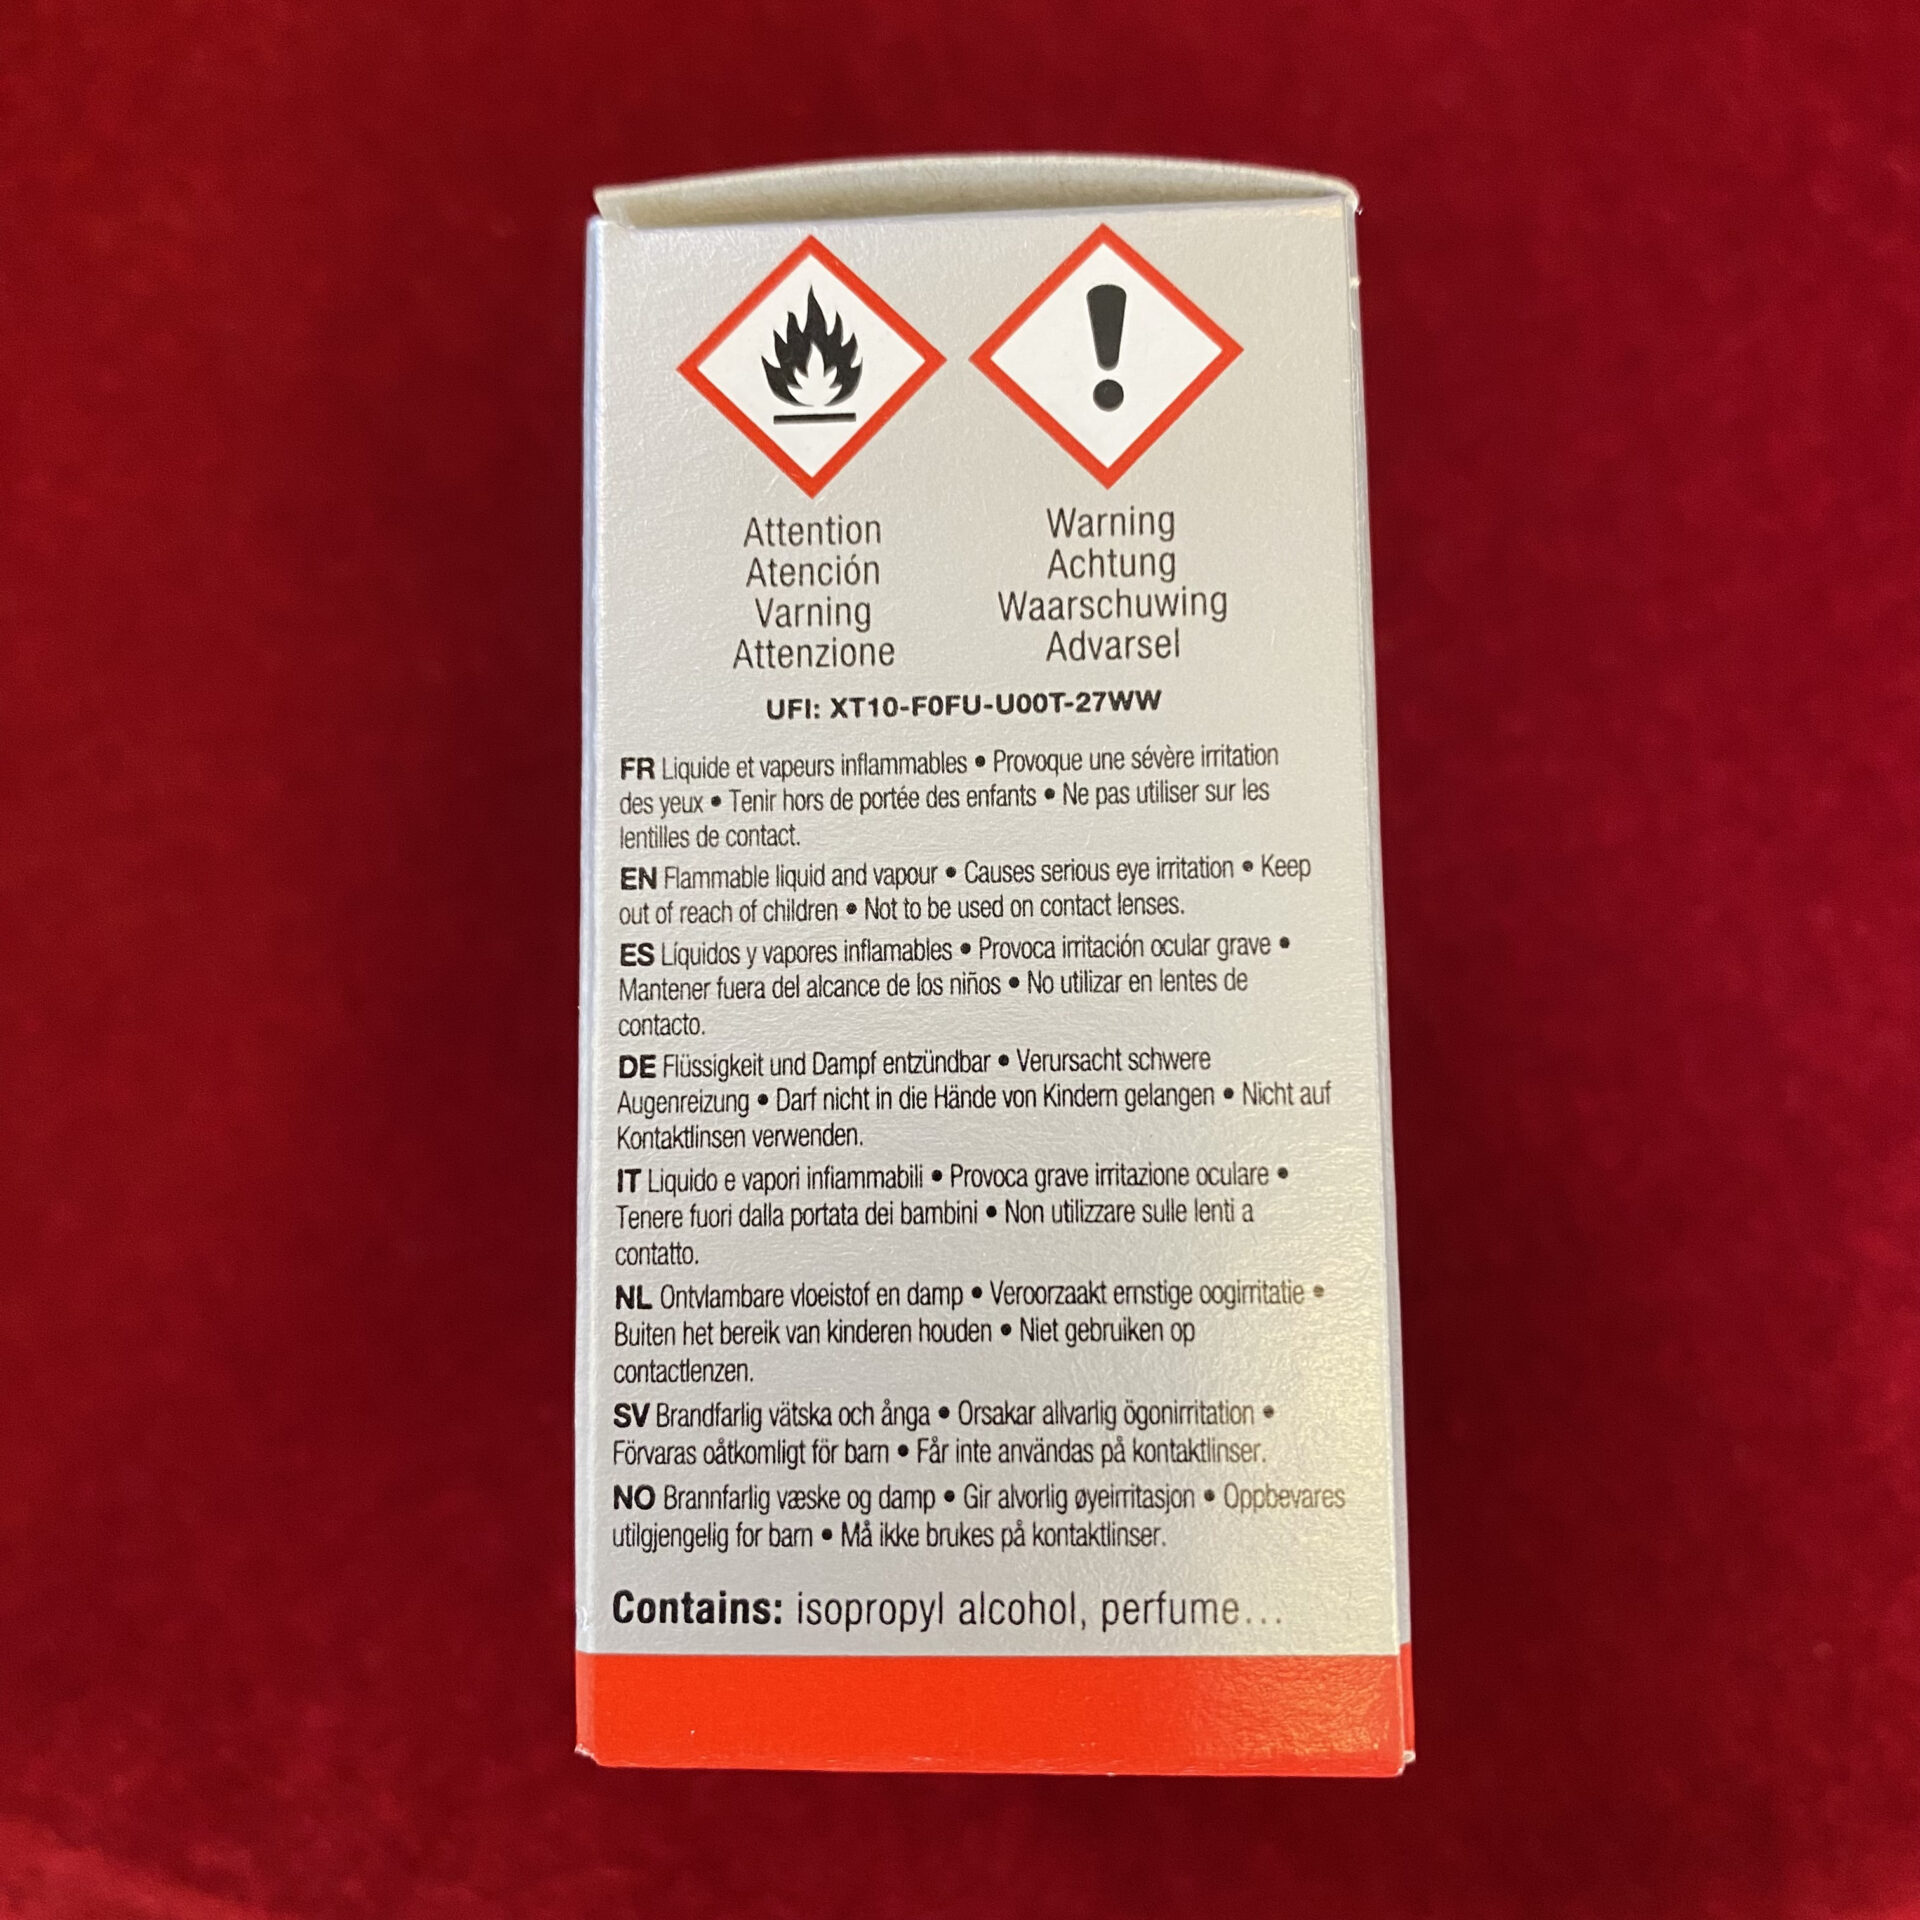 Attention
Atención
Varning
Attenzione
Warning
Achtung
Waarschuwing
Advarsel
UFI: XT10-F0FU-U00T-27WW
FR Liquide et vapeurs inflammables • Provoque une sévère irritation
des yeux • Tenir hors de portée des enfants • Ne pas utiliser sur les
lentilles de contact.
EN Flammable liquid and vapour • Causes serious eye irritation • Keep
out of reach of children • Not to be used on contact lenses.
ES Líquidos y vapores inflamables • Provoca irritación ocular grave •
Mantener fuera del alcance de los niños • No utilizar en lentes de
contacto.
DE Flüssigkeit und Dampf entzündbar • Verursacht schwere
Augenreizung • Darf nicht in die Hände von Kindern gelangen • Nicht auf
Kontaktlinsen verwenden.
IT Liquido e vapori infiammabili • Provoca grave irritazione oculare •
Tenere fuori dalla portata dei bambini • Non utilizzare sulle lenti a
contatto.
NL Ontvlambare vloeistof en damp • Veroorzaakt ernstige oogirritatie •
Buiten het bereik van kinderen houden • Niet gebruiken op
contactlenzen.
SV Brandfarlig vätska och ånga • Orsakar allvarlig ögonirritation •
Förvaras oåtkomligt för barn • Får inte användas på kontaktlinser.
NO Brannfarlig væske og damp • Gir alvorlig øyeirritasjon • Oppbevares
utilgjengelig for barn • Må ikke brukes på kontaktlinser.
Contains: isopropyl alcohol, perfume...